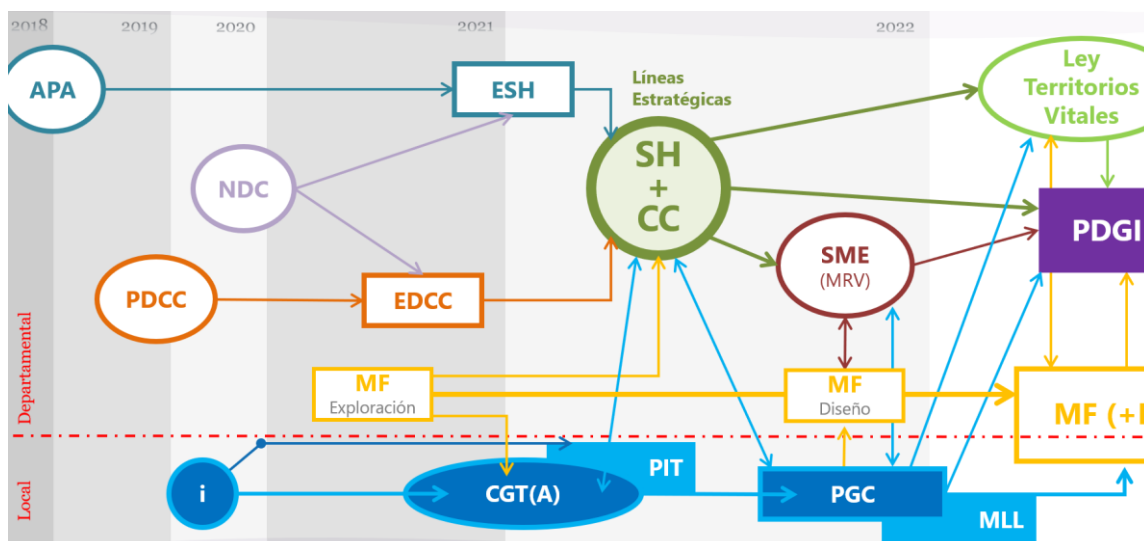 2018
2019
2020
2021
2022
APA
ESH
Líneas
Estratégicas
Ley
Territorios
Vitales
NDC
SH
+
CC
PDGI
SME
(MRV)
PDCC
EDCC
Departamental
MF
Exploración
MF
Diseño
MF (+
Local
i
CGT(A)
PIT
PGC
MLL